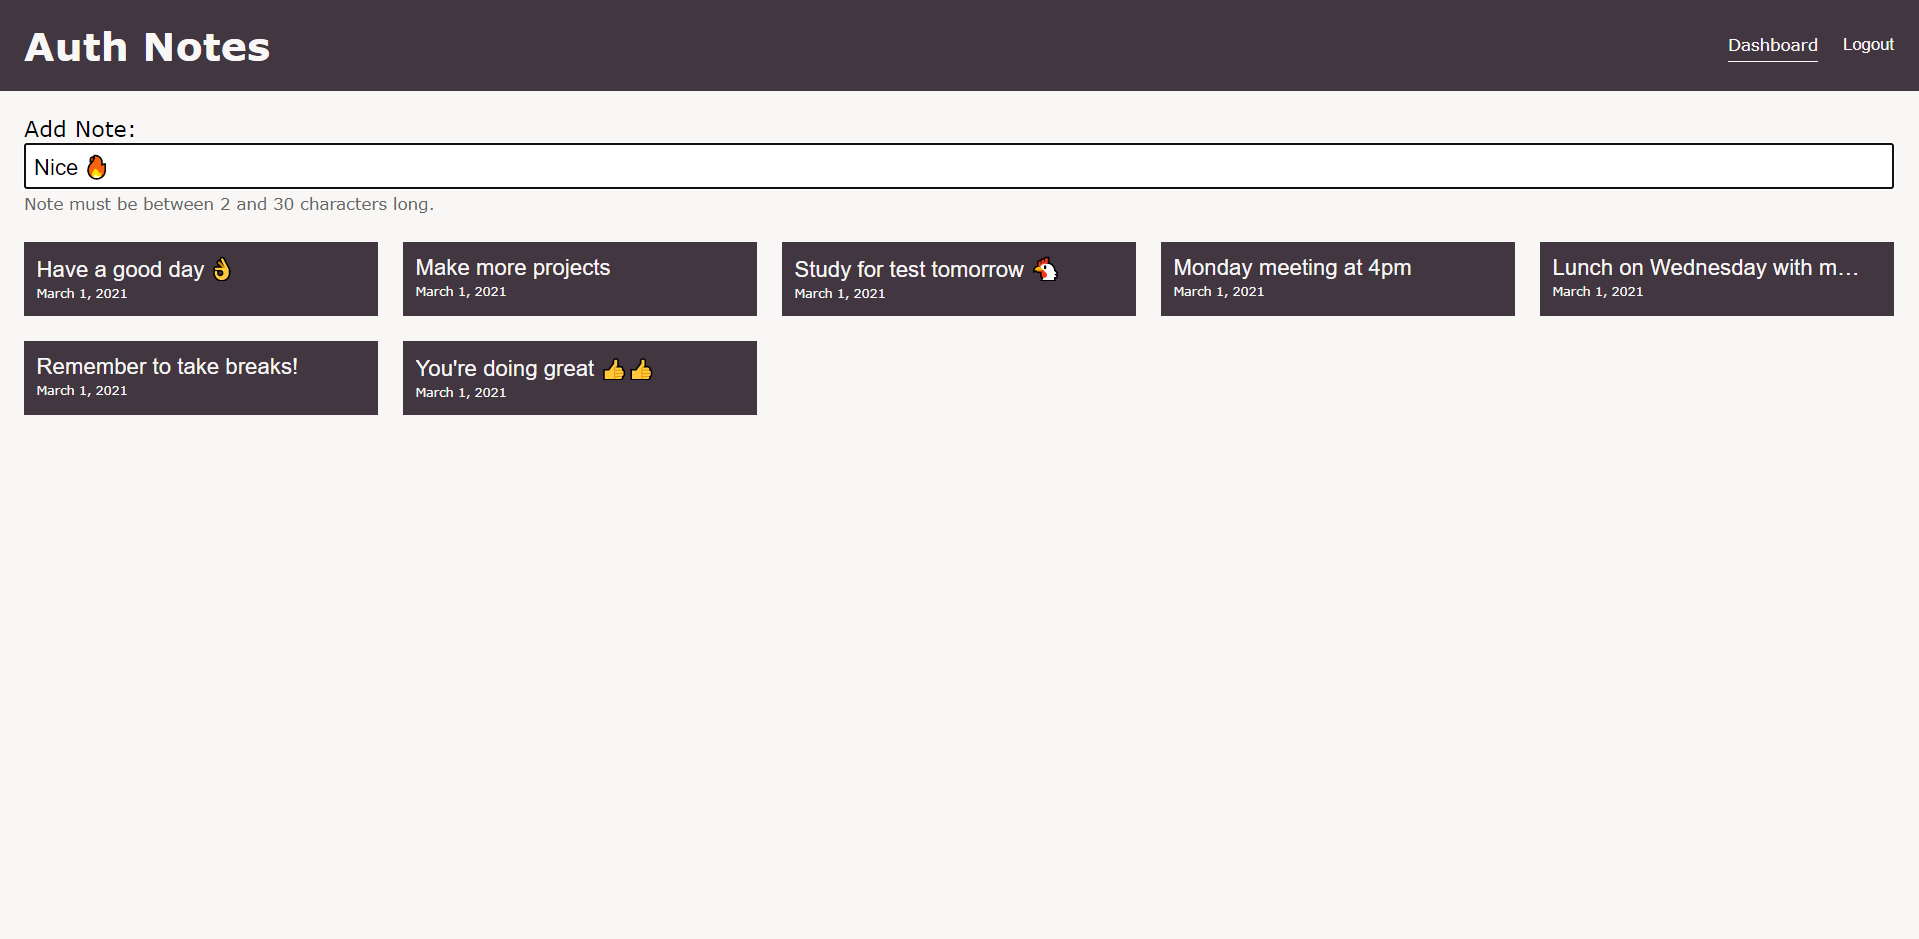 Auth Notes
Dashboard
Logout
Add Note:
Nice 🔥
Note must be between 2 and 30 characters long.
Have a good day 👌
March 1, 2021
Make more projects
March 1, 2021
Study for test tomorrow 🐔
March 1, 2021
Monday meeting at 4pm
March 1, 2021
Lunch on Wednesday with m…
March 1, 2021
Remember to take breaks!
March 1, 2021
You're doing great 👍👍
March 1, 2021